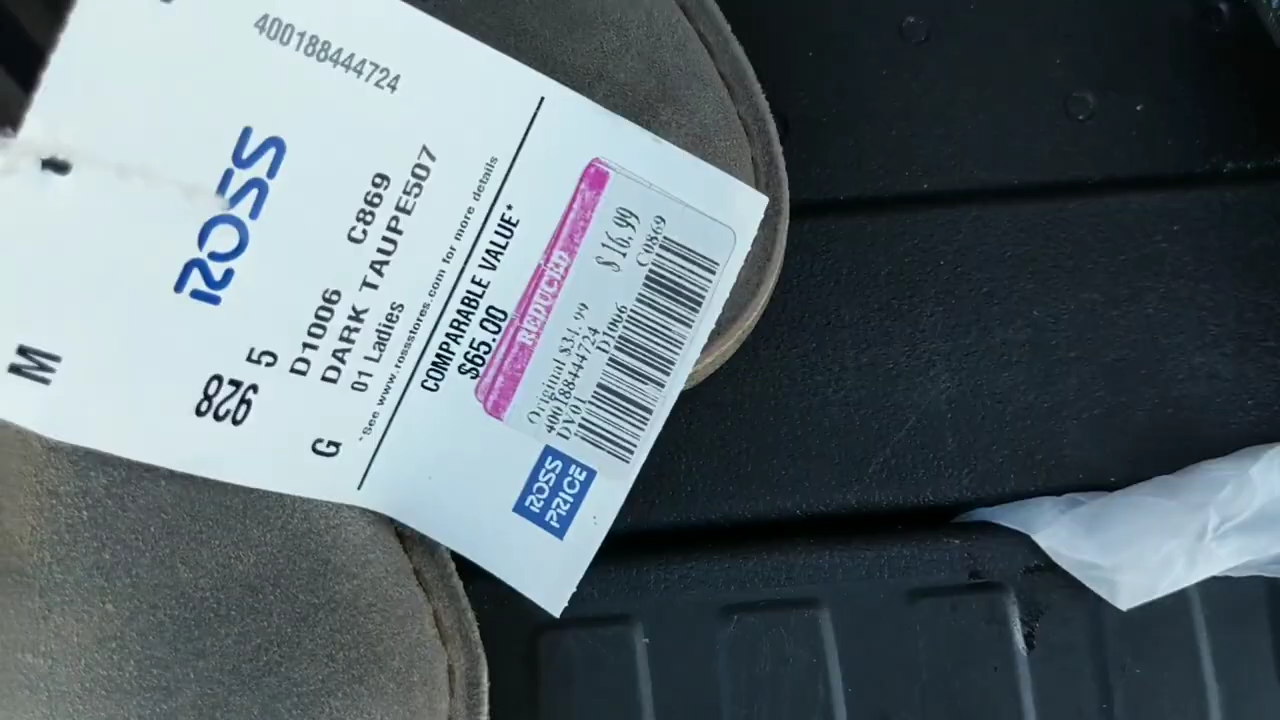 400188444724
ROSS
M
928
5
D1006 C869
DARK TAUPE507
01 Ladies
G
*See www.rossstores.com for more details
COMPARABLE VALUE*
$65.00
REDUCED
$16.99
Original $31.99
400188444724
DV01 D1006 C0869
ROSS
PRICE